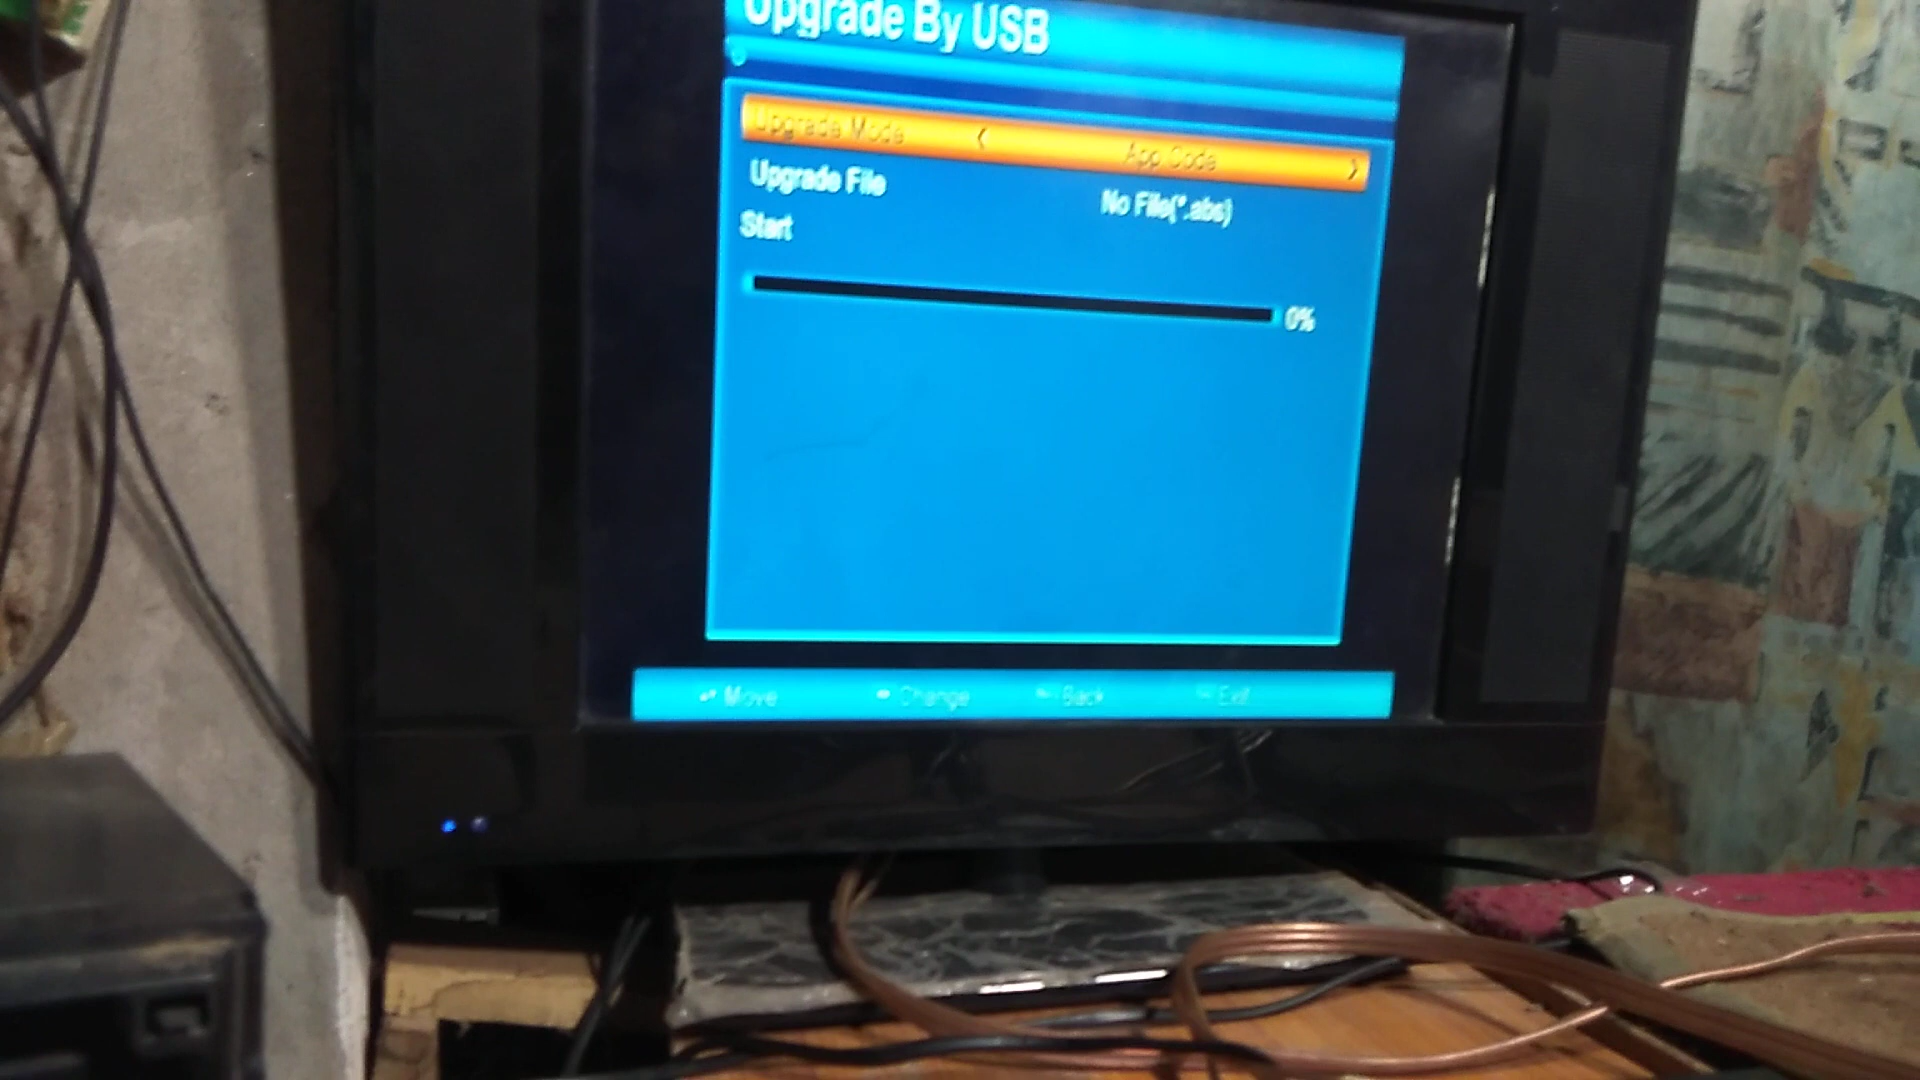 Upgrade By USB
Upgrade Mode < App Code >
Upgrade File No File(*.abs)
Start
0%
Move Change Back Exit